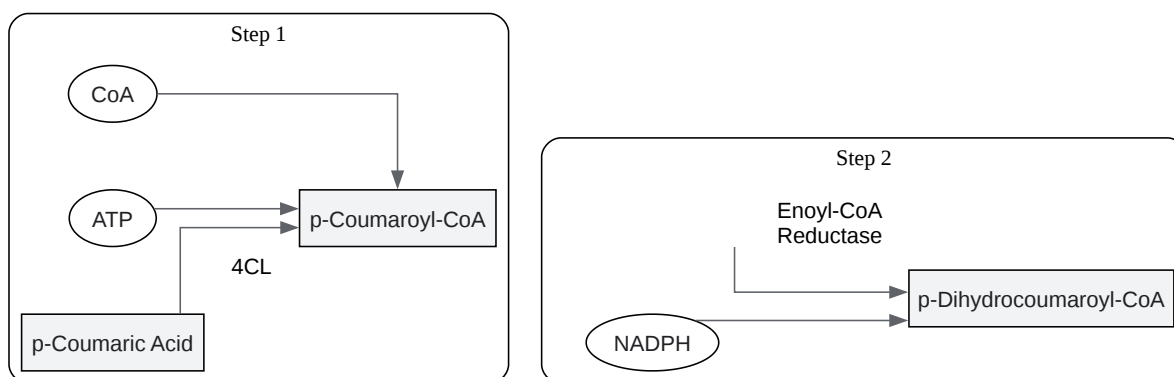 Step 1
CoA
ATP
p-Coumaroyl-CoA
4CL
p-Coumaric Acid
Step 2
Enoyl-CoA
Reductase
p-Dihydrocoumaroyl-CoA
NADPH